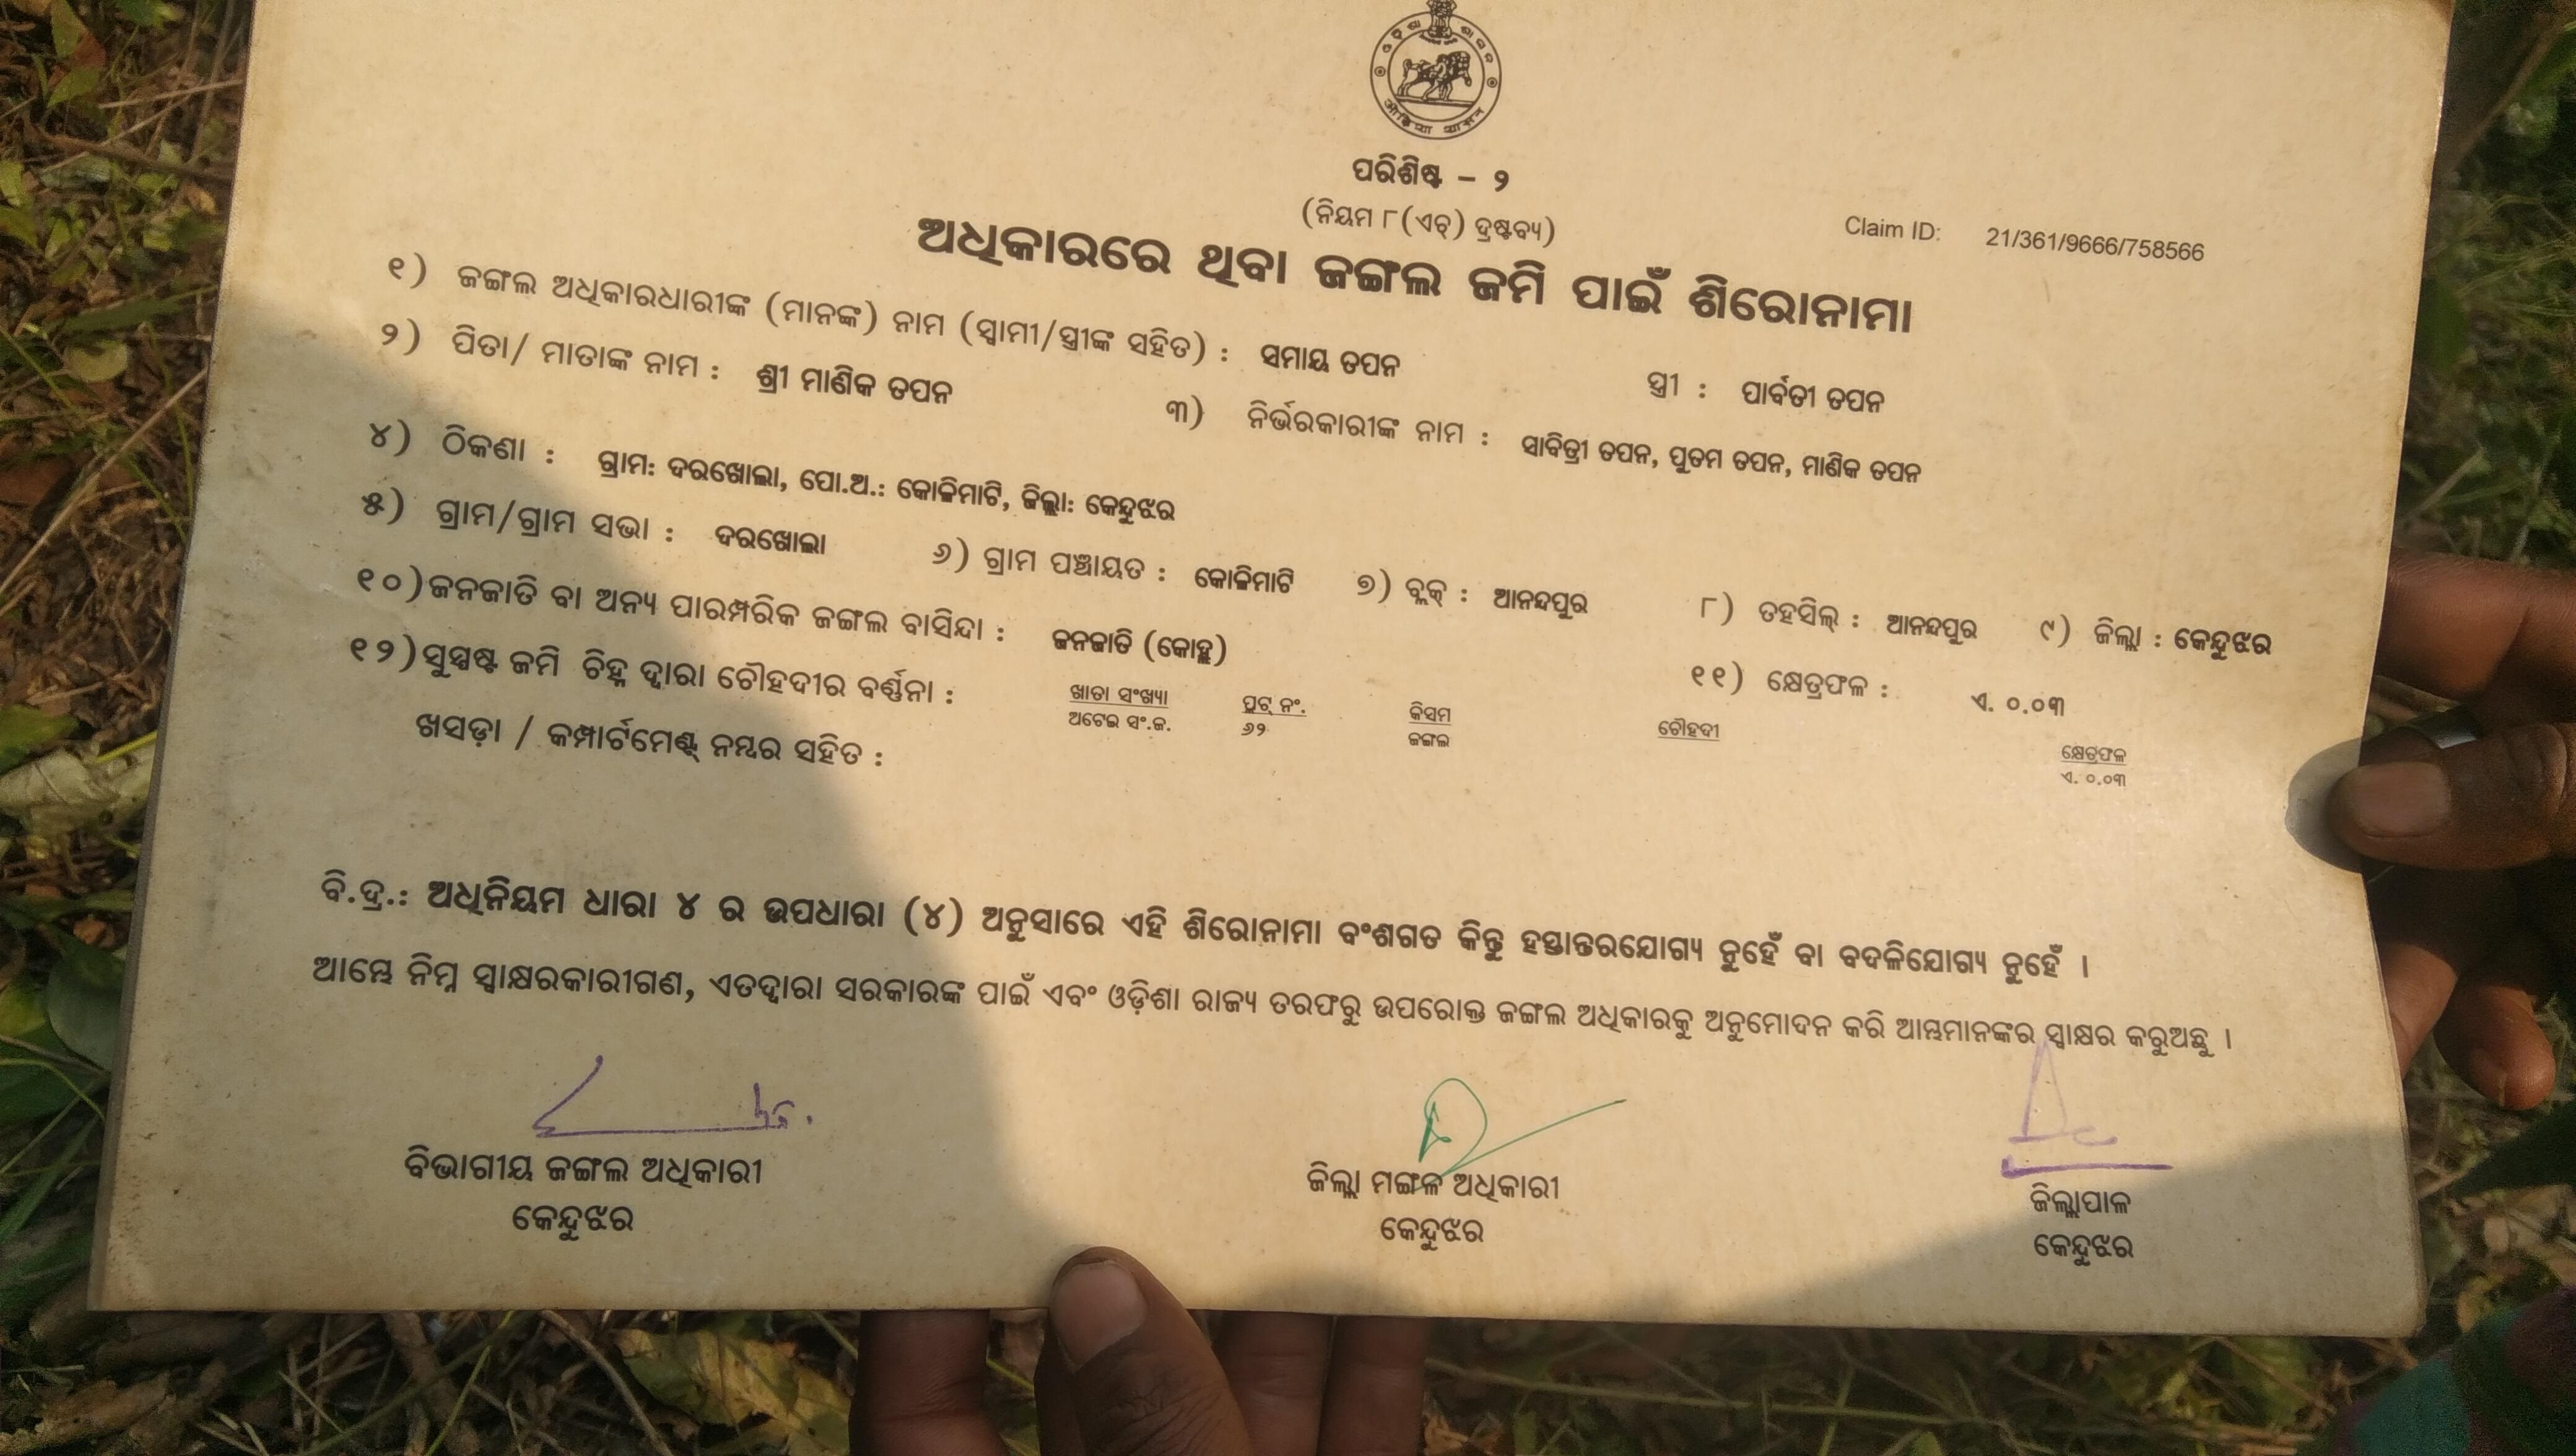 ପରିଶିଷ୍ଟ – ୨
(ନିୟମ ୮(ଏଚ୍) ଦ୍ରଷ୍ଟବ୍ୟ)
Claim ID: 21/361/9666/758566
ଅଧିକାରରେ ଥିବା ଜଙ୍ଗଲ ଜମି ପାଇଁ ଶିରୋନାମା
୧) ଜଙ୍ଗଲ ଅଧିକାରଧାରୀଙ୍କ (ମାନଙ୍କ) ନାମ (ସ୍ୱାମୀ/ସ୍ତ୍ରୀଙ୍କ ସହିତ) : ସମାୟ ତପନ ସ୍ତ୍ରୀ : ପାର୍ବତୀ ତପନ
୨) ପିତା/ ମାତାଙ୍କ ନାମ : ଶ୍ରୀ ମାଣିକ ତପନ ୩) ନିର୍ଭରକାରୀଙ୍କ ନାମ : ସାବିତ୍ରୀ ତପନ, ପୁତମ ତପନ, ମାଣିକ ତପନ
୪) ଠିକଣା : ଗ୍ରାମ: ଦରଖୋଲା, ପୋ.ଅ.: କୋଳିମାଟି, ଜିଲ୍ଲା: କେନ୍ଦୁଝର
୫) ଗ୍ରାମ/ଗ୍ରାମ ସଭା : ଦରଖୋଲା ୬) ଗ୍ରାମ ପଞ୍ଚାୟତ : କୋଳିମାଟି ୭) ବ୍ଲକ୍ : ଆନନ୍ଦପୁର ୮) ତହସିଲ୍ : ଆନନ୍ଦପୁର ୯) ଜିଲ୍ଲା : କେନ୍ଦୁଝର
୧୦) ଜନଜାତି ବା ଅନ୍ୟ ପାରମ୍ପରିକ ଜଙ୍ଗଲ ବାସିନ୍ଦା : ଜନଜାତି (କୋହ୍ଲ) ୧୧) କ୍ଷେତ୍ରଫଳ : ଏ. ୦.୦୩
୧୨) ସୁସ୍ପଷ୍ଟ ଜମି ଚିହ୍ନ ଦ୍ୱାରା ଚୌହଦୀର ବର୍ଣ୍ଣନା : ଖାତା ସଂଖ୍ୟା ପ୍ଲଟ୍ ନଂ. କିସମ ଚୌହଦୀ କ୍ଷେତ୍ରଫଳ
ଅଟେଇ ସଂ.ଜ. ୬୨ ଜଙ୍ଗଲ ଏ. ୦.୦୩
ଖସଡ଼ା / କମ୍ପାର୍ଟମେଣ୍ଟ ନମ୍ବର ସହିତ :
ବି.ଦ୍ର.: ଅଧିନିୟମ ଧାରା ୪ ର ଉପଧାରା (୪) ଅନୁସାରେ ଏହି ଶିରୋନାମା ବଂଶଗତ କିନ୍ତୁ ହସ୍ତାନ୍ତରଯୋଗ୍ୟ ନୁହେଁ ବା ବଦଳିଯୋଗ୍ୟ ନୁହେଁ ।
ଆମ୍ଭେ ନିମ୍ନ ସ୍ୱାକ୍ଷରକାରୀଗଣ, ଏତଦ୍ୱାରା ସରକାରଙ୍କ ପାଇଁ ଏବଂ ଓଡ଼ିଶା ରାଜ୍ୟ ତରଫରୁ ଉପରୋକ୍ତ ଜଙ୍ଗଲ ଅଧିକାରକୁ ଅନୁମୋଦନ କରି ଆମ୍ଭମାନଙ୍କର ସ୍ୱାକ୍ଷର କରୁଅଛୁ ।
ବିଭାଗୀୟ ଜଙ୍ଗଲ ଅଧିକାରୀ
କେନ୍ଦୁଝର
ଜିଲ୍ଲା ମଙ୍ଗଳ ଅଧିକାରୀ
କେନ୍ଦୁଝର
ଜିଲ୍ଲାପାଳ
କେନ୍ଦୁଝର